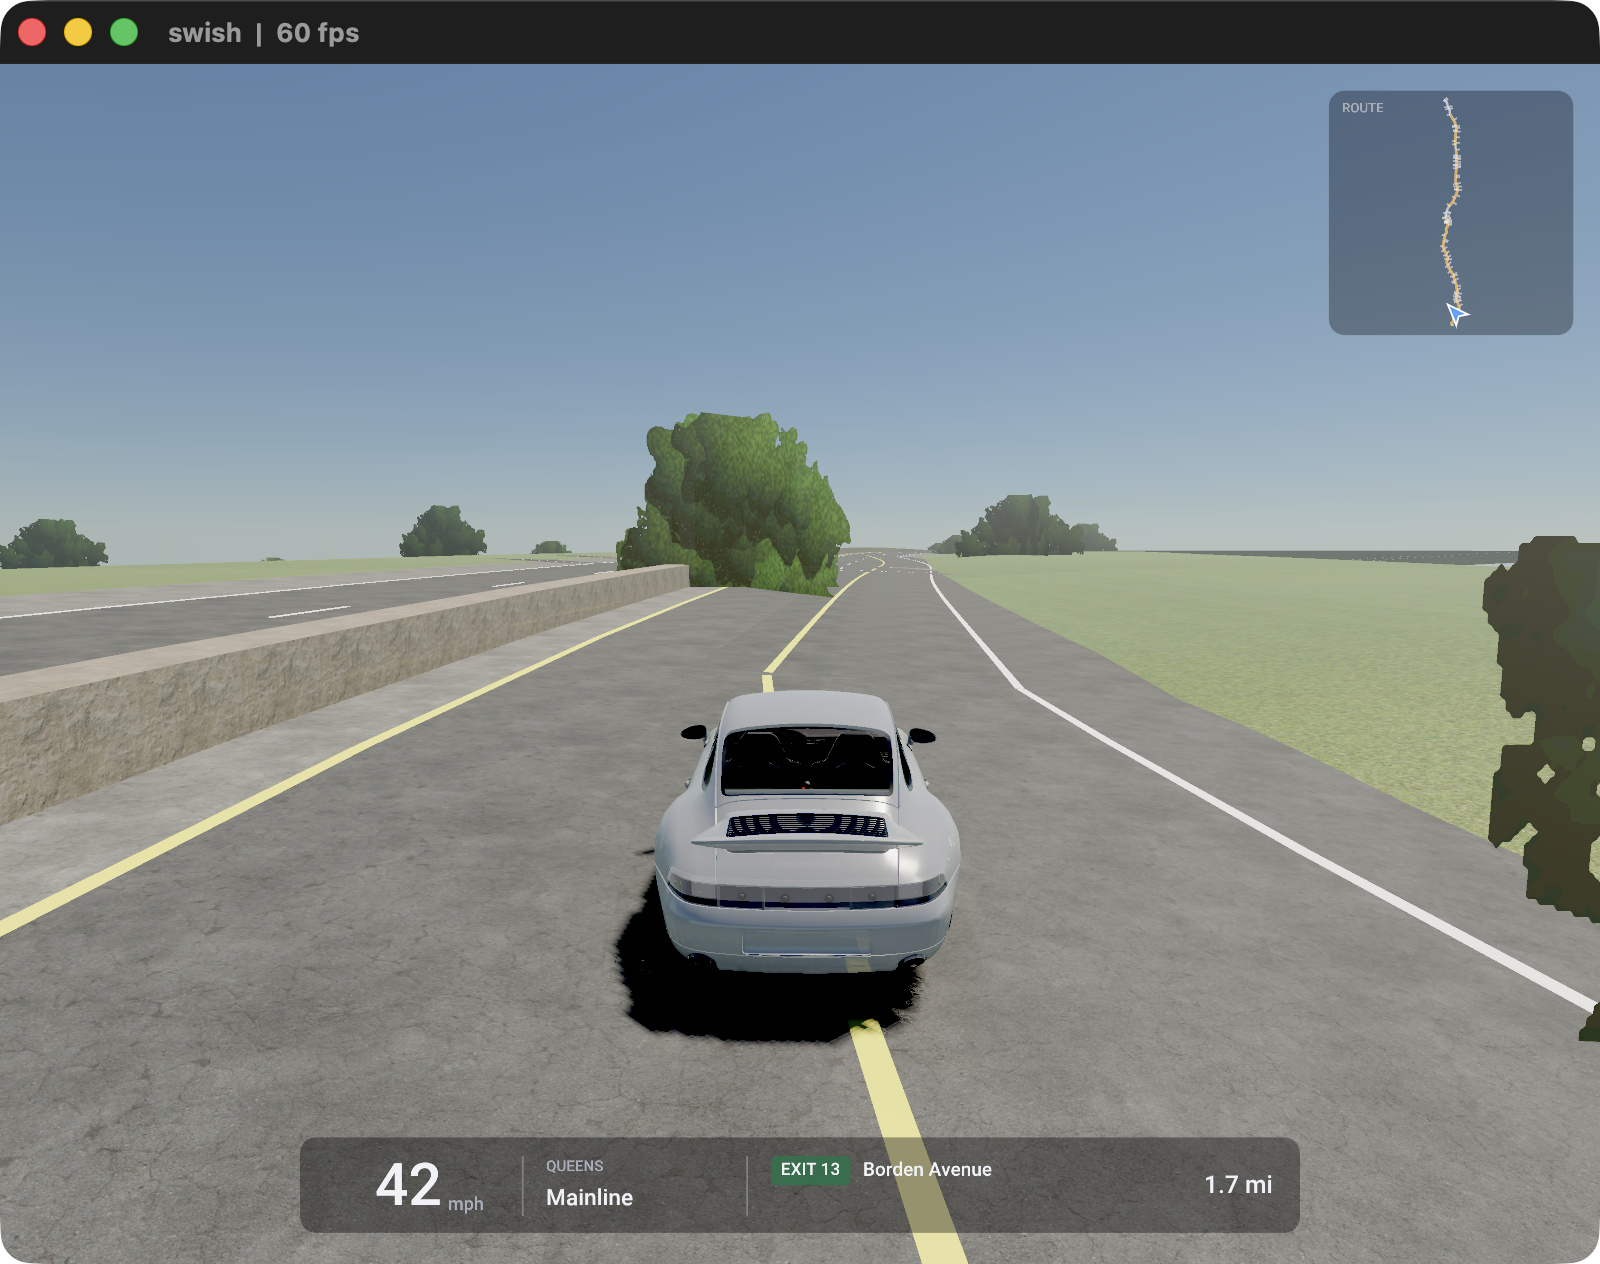 swish | 60 fps
ROUTE
42 mph
QUEENS
Mainline
EXIT 13 Borden Avenue
1.7 mi